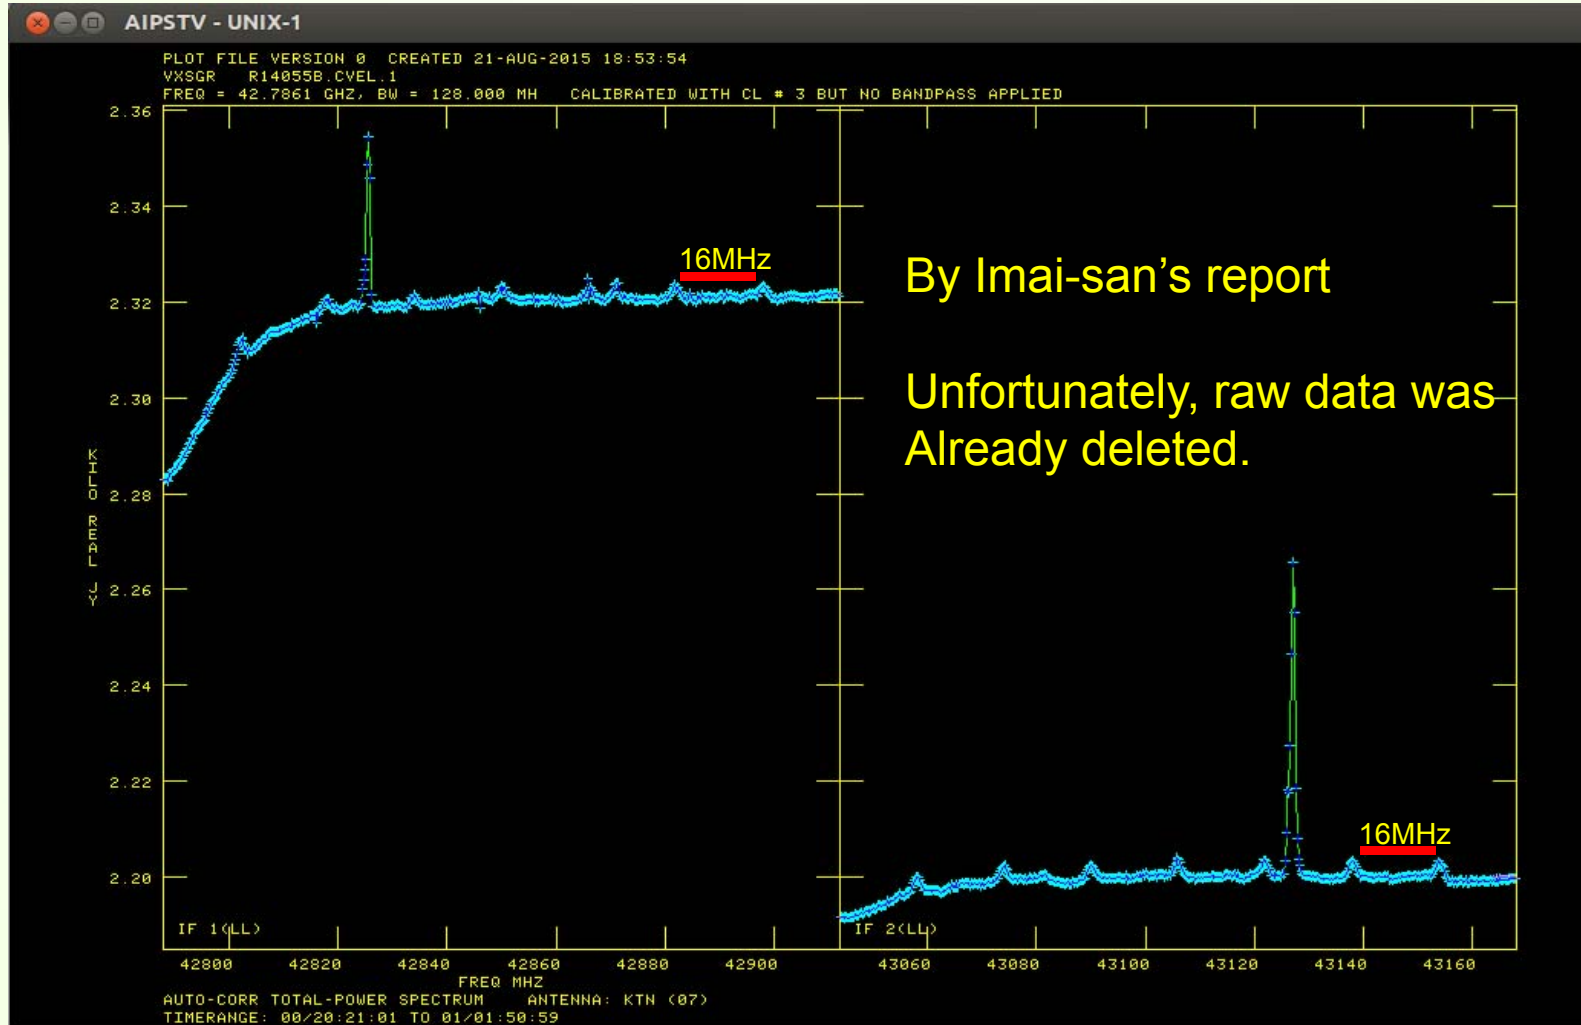 AIPSTV - UNIX-1
PLOT FILE VERSION 0 CREATED 21-AUG-2015 18:53:54
VXSGR R14055B.CVEL.1
FREQ = 42.7861 GHZ, BW = 128.000 MH CALIBRATED WITH CL # 3 BUT NO BANDPASS APPLIED
2.36
2.34
2.32
2.30
2.28
2.26
2.24
2.22
2.20
KILO REAL JY
16MHz
By Imai-san’s report
Unfortunately, raw data was
Already deleted.
16MHz
IF 1(LL)
IF 2(LL)
42800 42820 42840 42860 42880 42900 43060 43080 43100 43120 43140 43160
FREQ MHZ
AUTO-CORR TOTAL-POWER SPECTRUM ANTENNA: KTN (07)
TIMERANGE: 00/20:21:01 TO 01/01:50:59